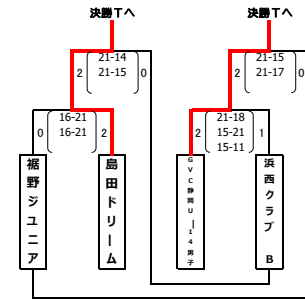 決勝Tへ 決勝Tへ
2 21-14 0 2 21-15 0
21-15 21-17
0 16-21 2 2 21-18 1
16-21 15-21
15-11
裾野ジユニア
島田ドリーム
GVC静岡U-14男子
浜西クラブ B